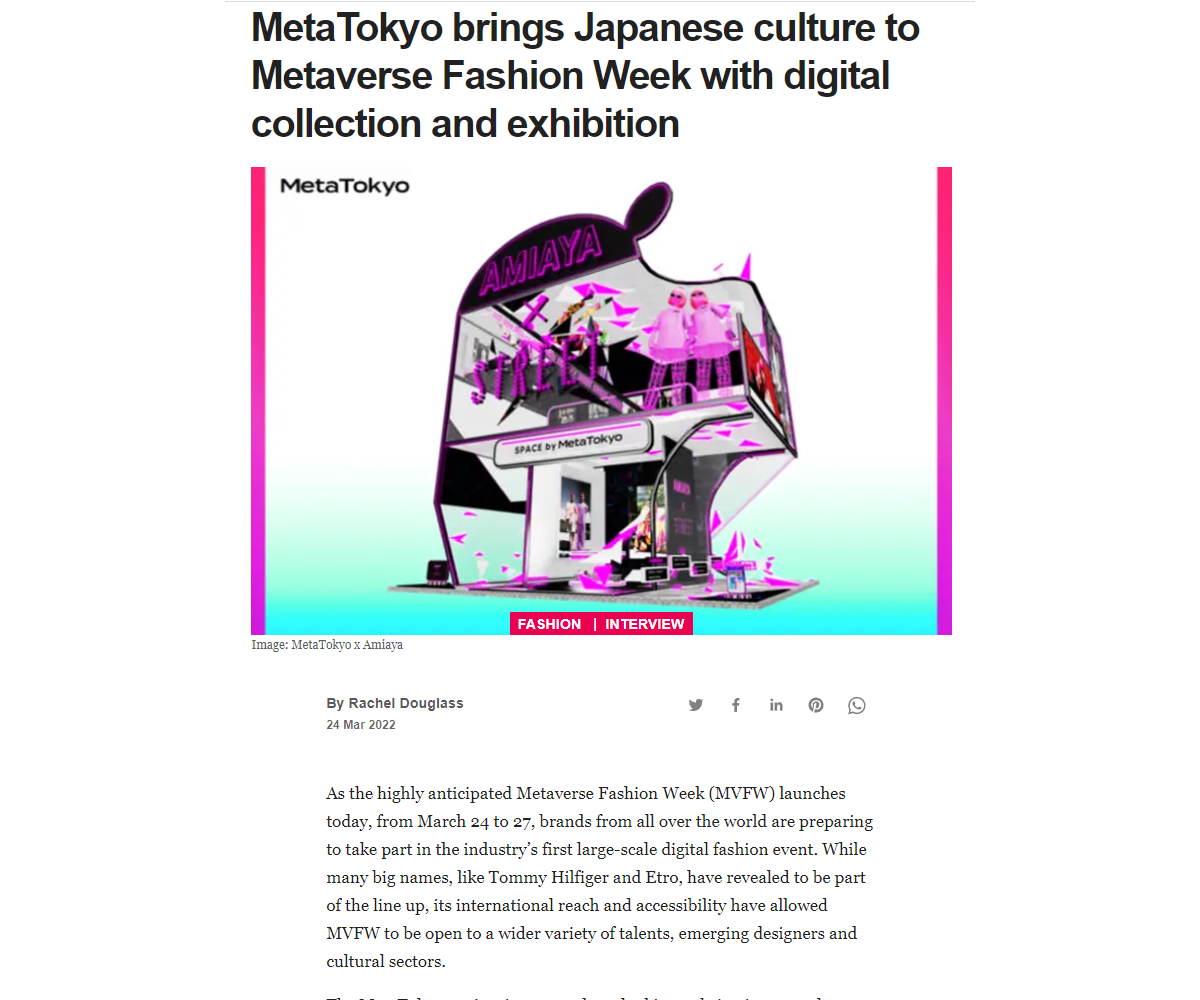 MetaTokyo brings Japanese culture to
Metaverse Fashion Week with digital
collection and exhibition
MetaTokyo
AMIAYA
X
STREET
SPACE by MetaTokyo
AMIAYA
X
STREET
FASHION | INTERVIEW
Image: MetaTokyo x Amiaya
By Rachel Douglass
24 Mar 2022
As the highly anticipated Metaverse Fashion Week (MVFW) launches
today, from March 24 to 27, brands from all over the world are preparing
to take part in the industry’s first large-scale digital fashion event. While
many big names, like Tommy Hilfiger and Etro, have revealed to be part
of the line up, its international reach and accessibility have allowed
MVFW to be open to a wider variety of talents, emerging designers and
cultural sectors.